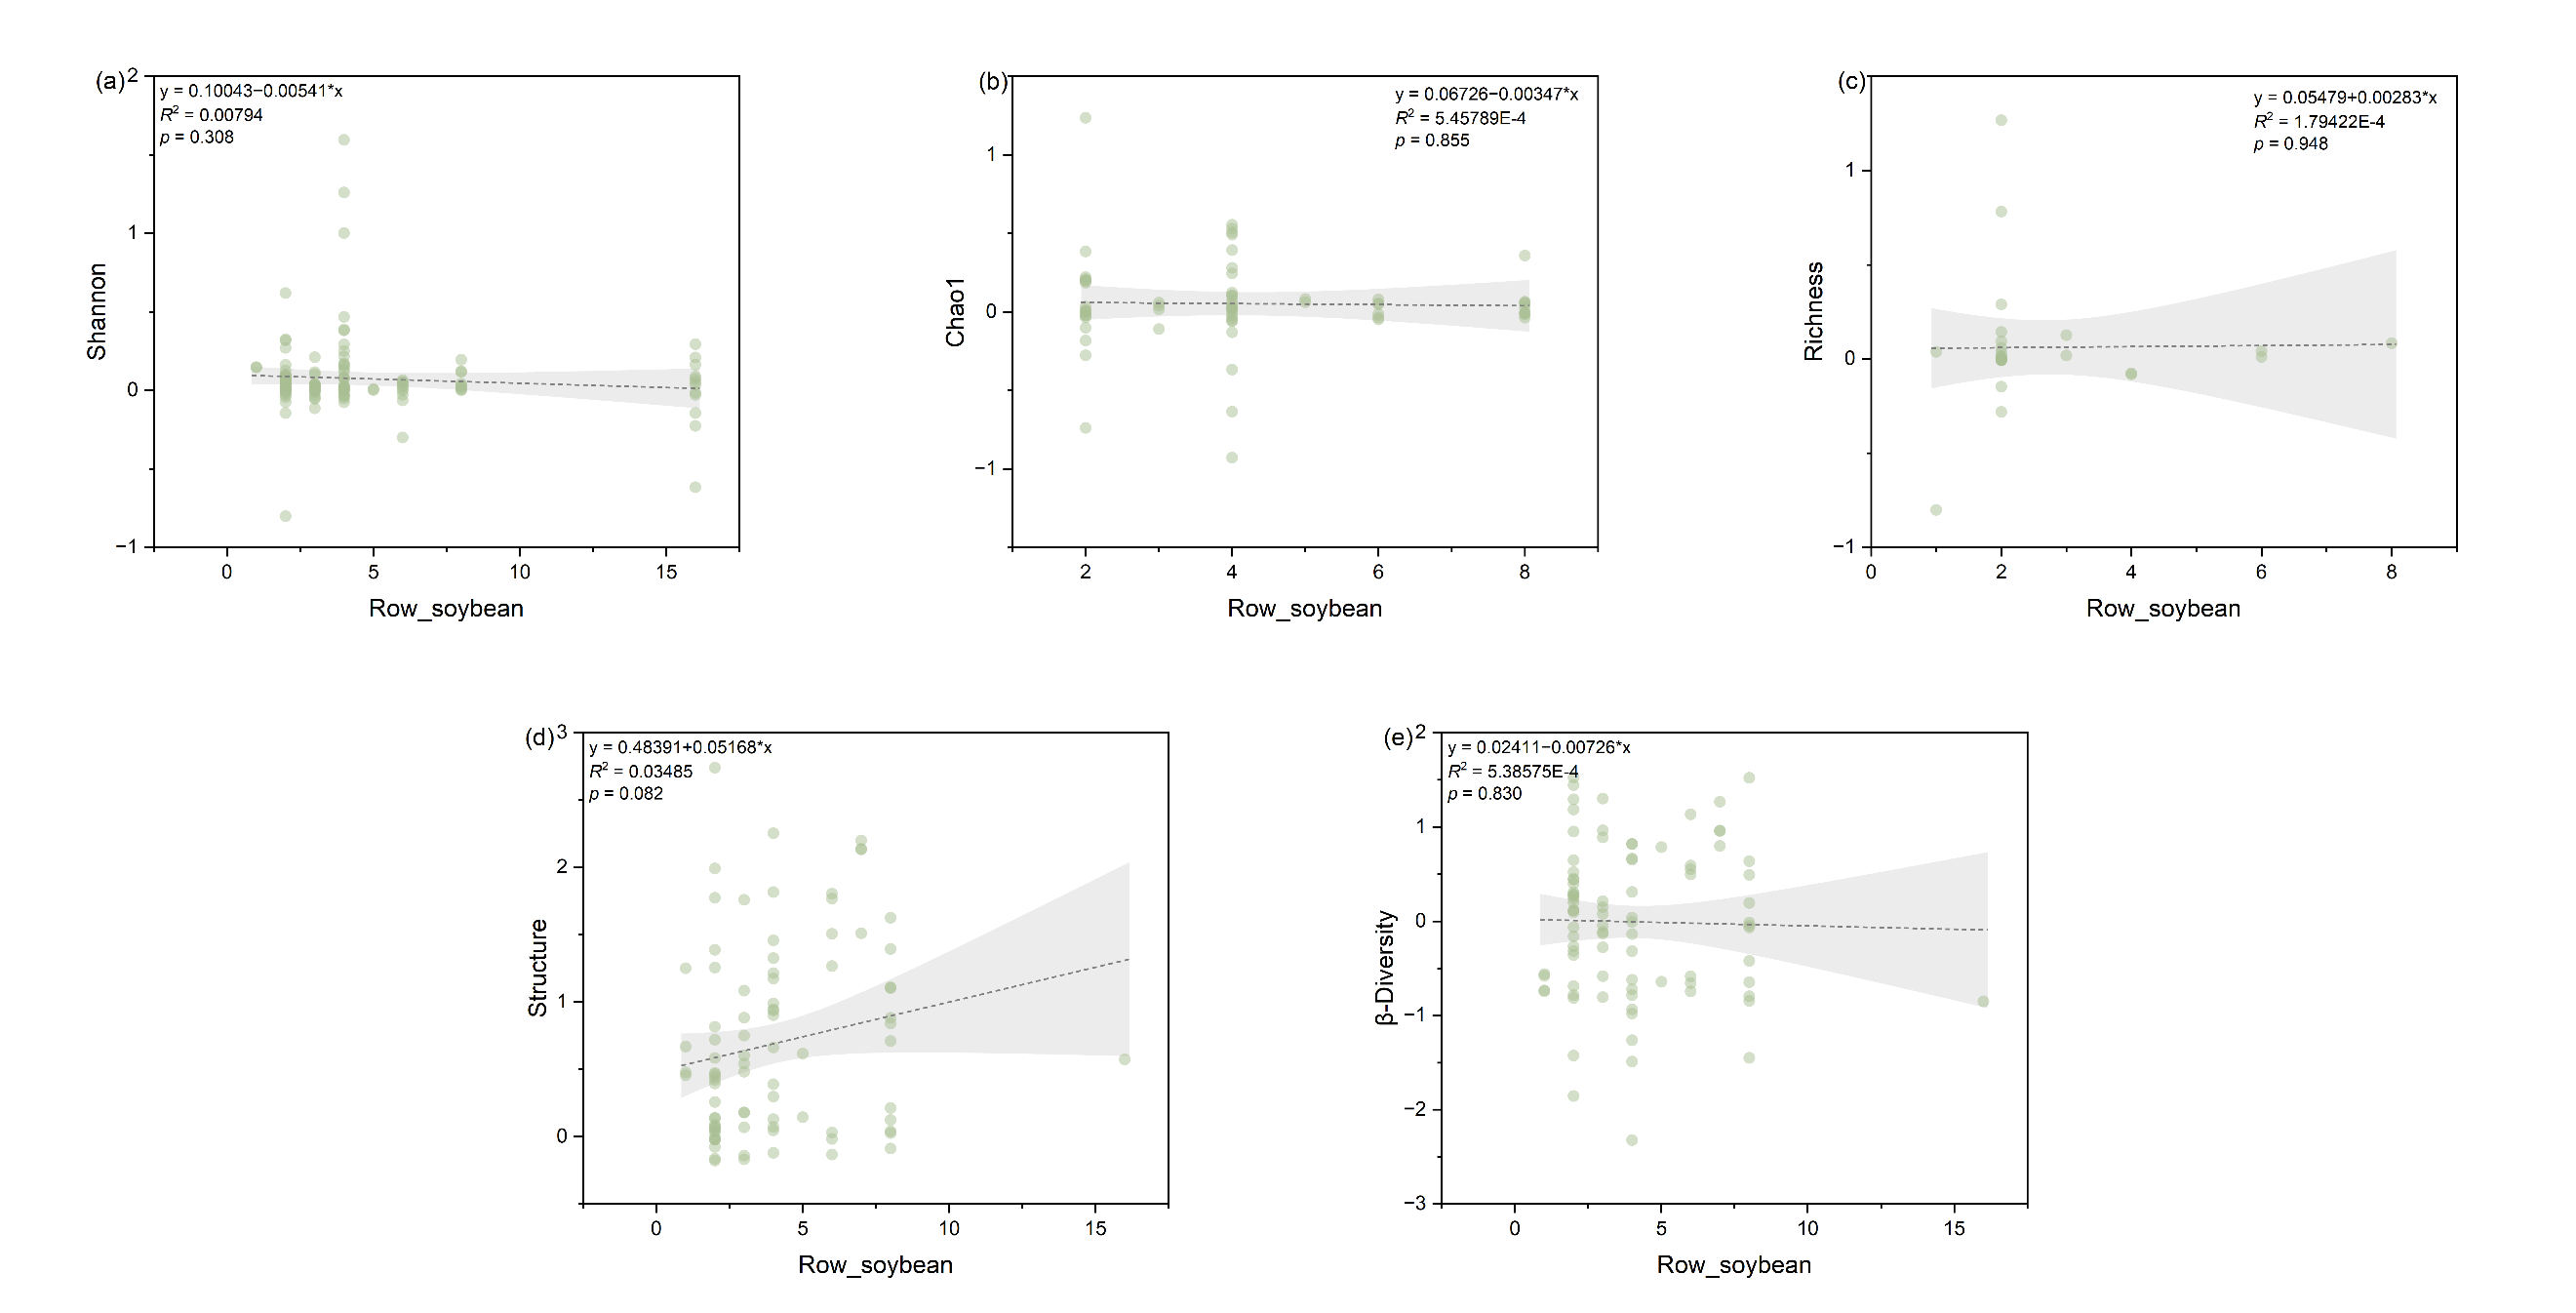 (a)
y = 0.10043−0.00541*x
R² = 0.00794
p = 0.308
2
1
0
−1
Shannon
0 5 10 15
Row_soybean
(b)
y = 0.06726−0.00347*x
R² = 5.45789E-4
p = 0.855
1
0
−1
Chao1
2 4 6 8
Row_soybean
(c)
y = 0.05479+0.00283*x
R² = 1.79422E-4
p = 0.948
1
0
−1
Richness
0 2 4 6 8
Row_soybean
(d)
y = 0.48391+0.05168*x
R² = 0.03485
p = 0.082
3
2
1
0
Structure
0 5 10 15
Row_soybean
(e)
y = 0.02411−0.00726*x
R² = 5.38575E-4
p = 0.830
2
1
0
−1
−2
−3
β-Diversity
0 5 10 15
Row_soybean